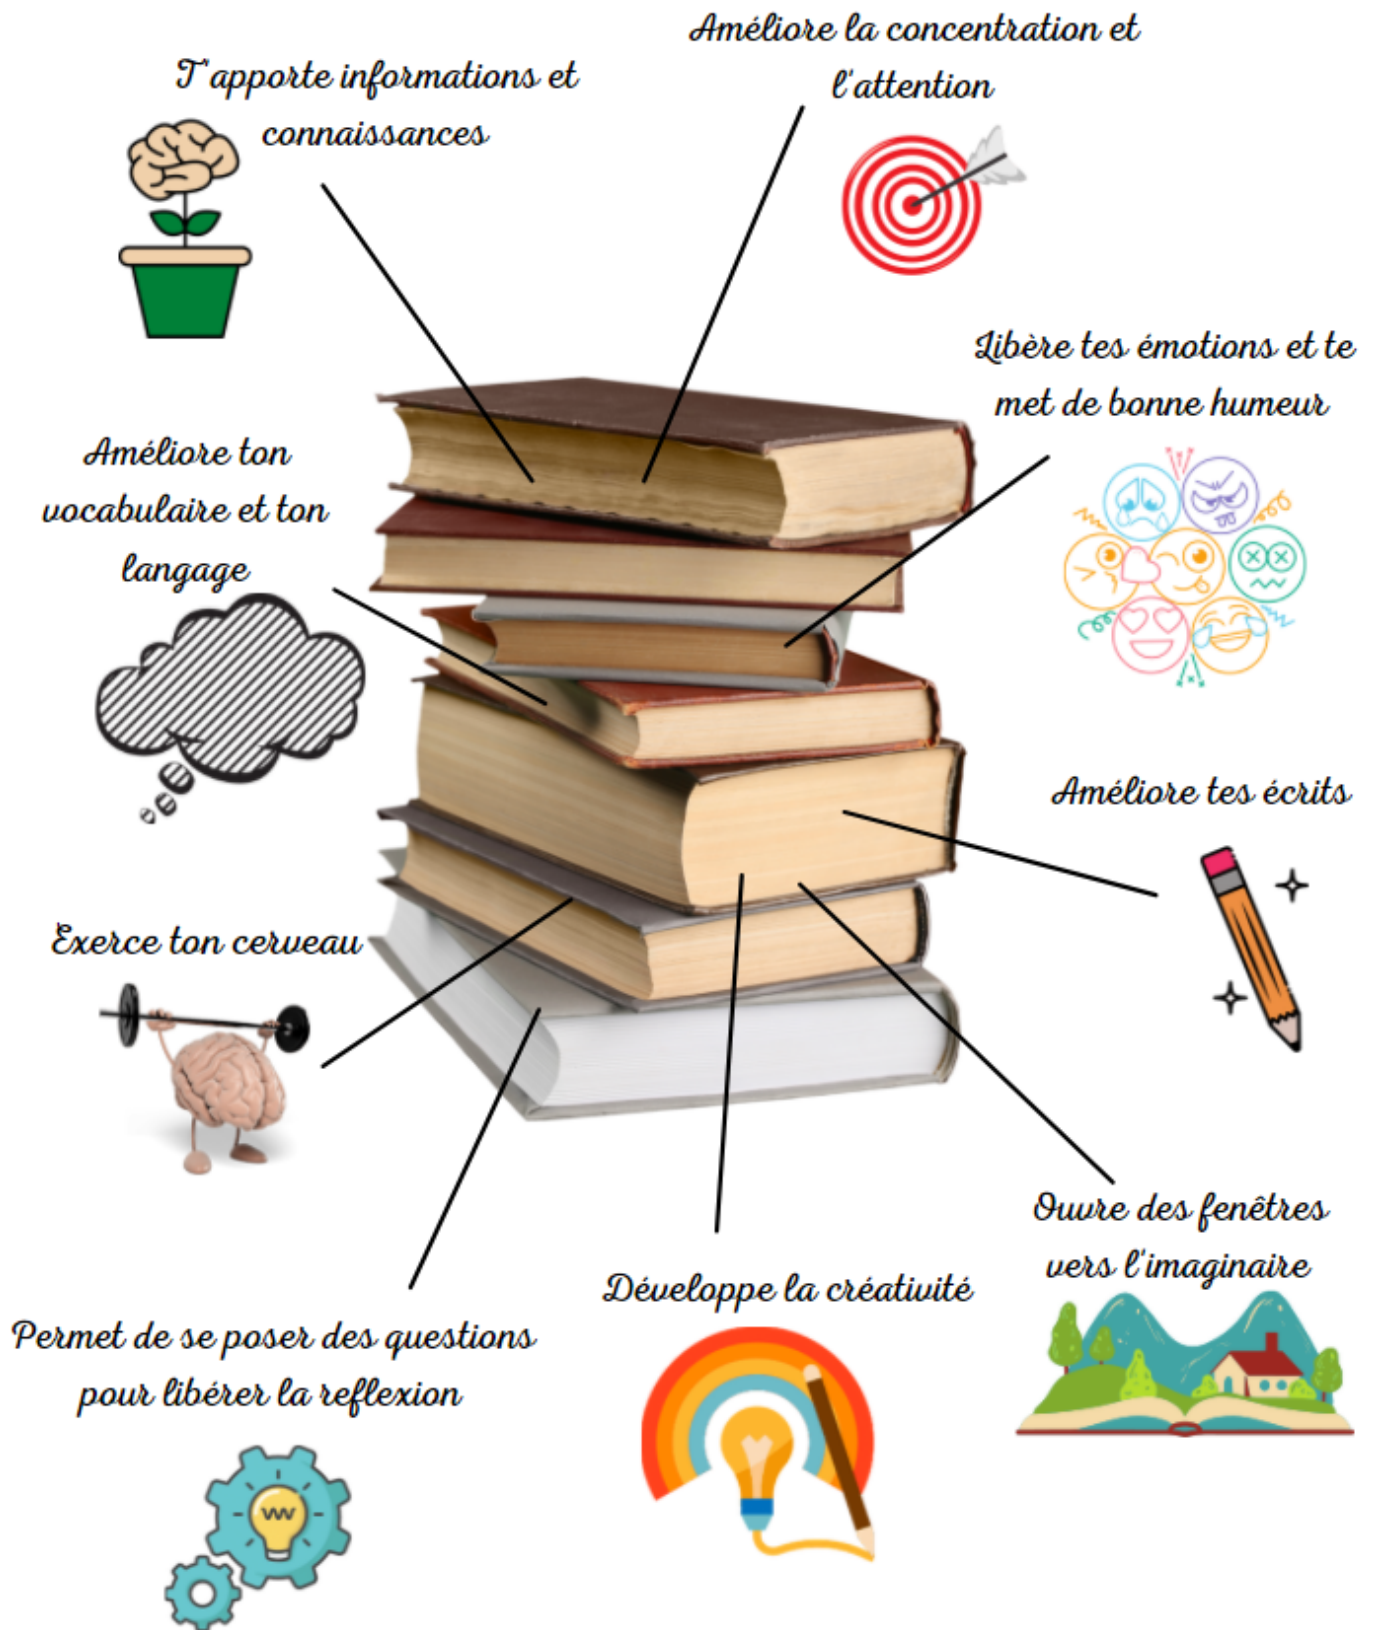 Améliore la concentration et
l'attention
T'apporte informations et
connaissances
Libère tes émotions et te
met de bonne humeur
Améliore ton
vocabulaire et ton
langage
Améliore tes écrits
Exerce ton cerveau
Ouvre des fenêtres
vers l'imaginaire
Développe la créativité
Permet de se poser des questions
pour libérer la reflexion